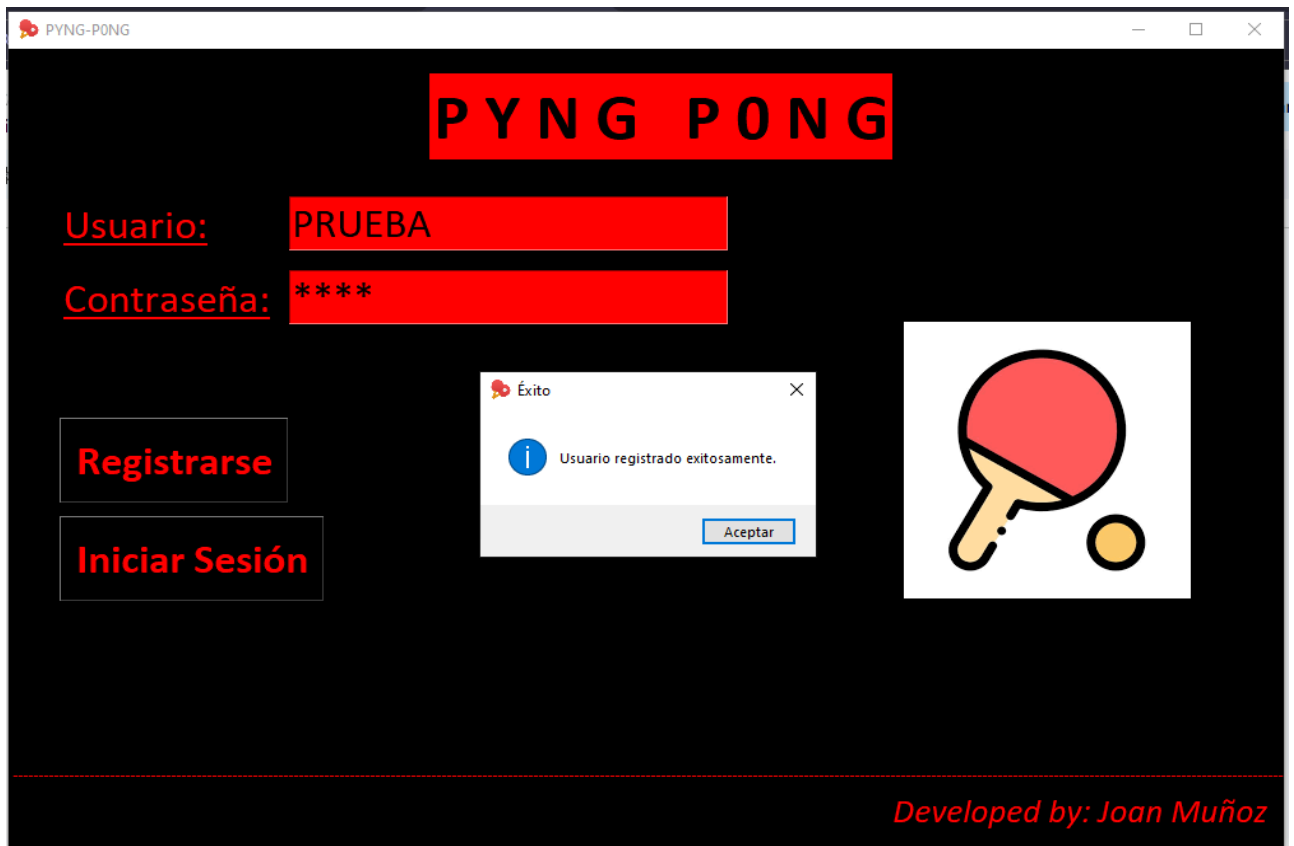 PYNG-P0NG
PYNG P0NG
Usuario: PRUEBA
Contraseña: ****
Éxito
Usuario registrado exitosamente.
Aceptar
Registrarse
Iniciar Sesión
Developed by: Joan Muñoz